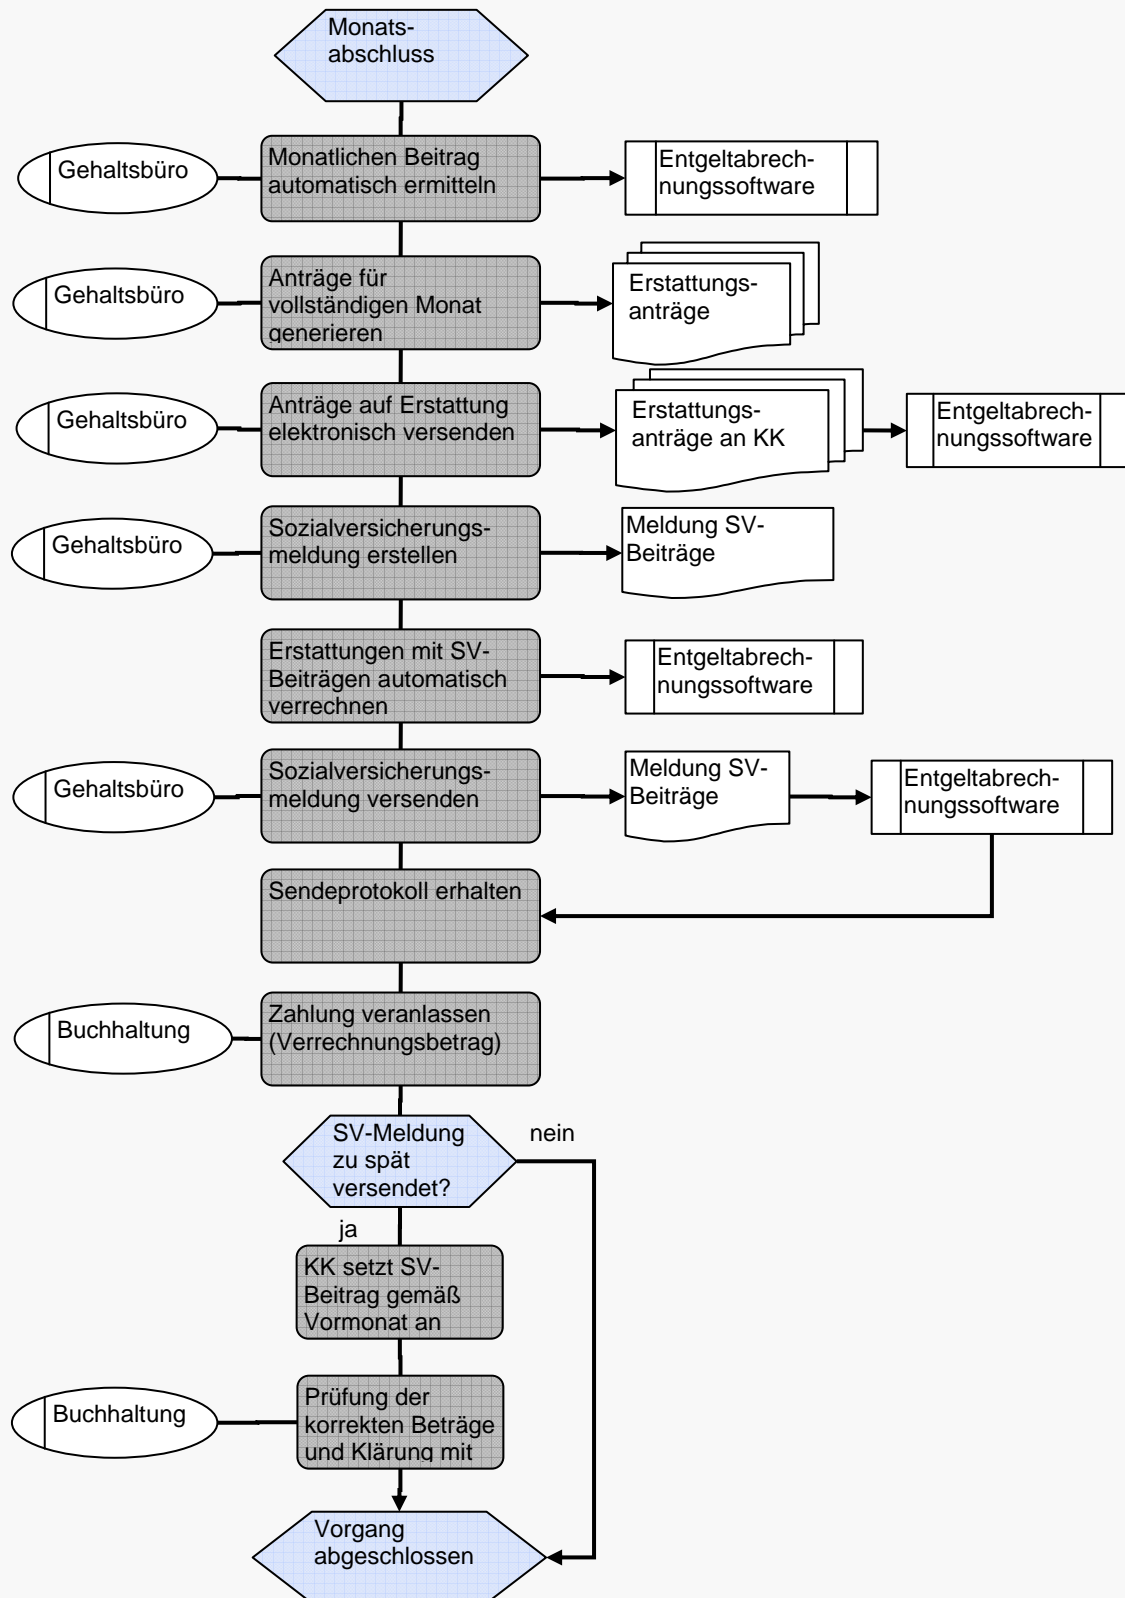 Monats-
abschluss
Gehaltsbüro
Monatlichen Beitrag
automatisch ermitteln
Entgeltabrech-
nungssoftware
Gehaltsbüro
Anträge für
vollständigen Monat
generieren
Erstattungs-
anträge
Gehaltsbüro
Anträge auf Erstattung
elektronisch versenden
Erstattungs-
anträge an KK
Entgeltabrech-
nungssoftware
Gehaltsbüro
Sozialversicherungs-
meldung erstellen
Meldung SV-
Beiträge
Erstattungen mit SV-
Beiträgen automatisch
verrechnen
Entgeltabrech-
nungssoftware
Gehaltsbüro
Sozialversicherungs-
meldung versenden
Meldung SV-
Beiträge
Entgeltabrech-
nungssoftware
Sendeprotokoll erhalten
Buchhaltung
Zahlung veranlassen
(Verrechnungsbetrag)
SV-Meldung
zu spät
versendet?
nein
ja
KK setzt SV-
Beitrag gemäß
Vormonat an
Buchhaltung
Prüfung der
korrekten Beträge
und Klärung mit
Vorgang
abgeschlossen